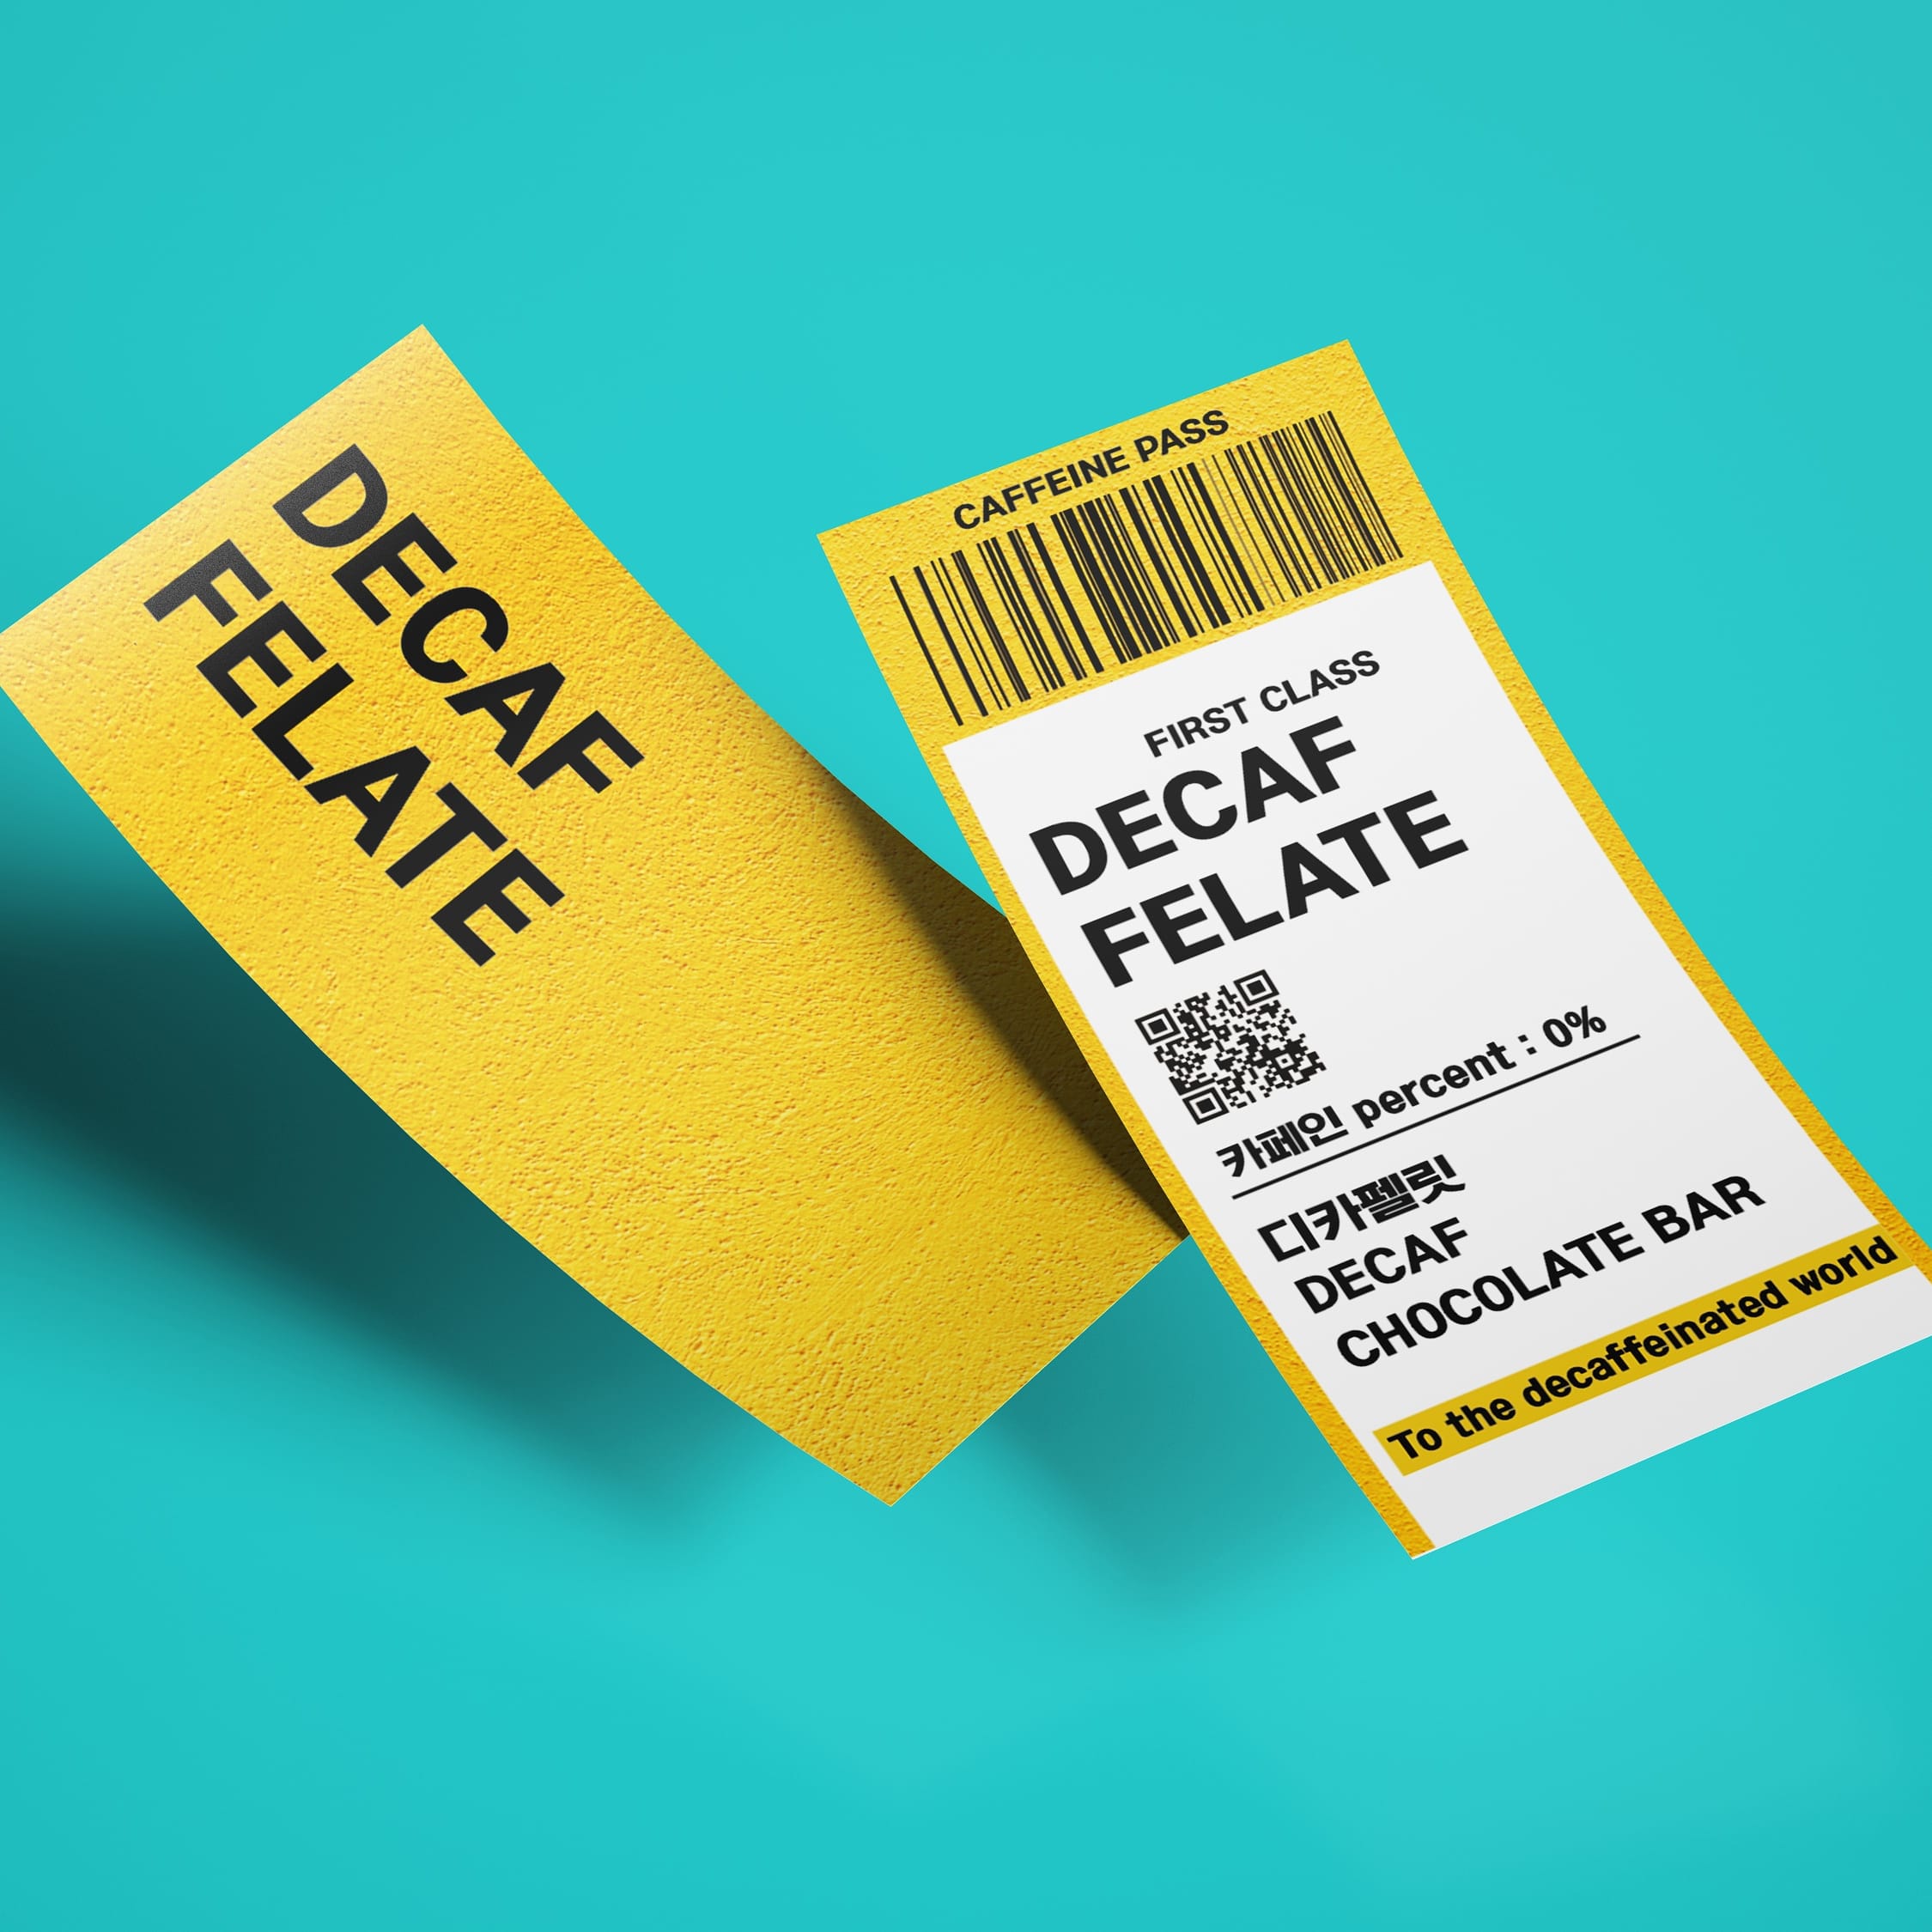 DECAF
FELATE
CAFFEINE PASS
FIRST CLASS
DECAF
FELATE
카페인 percent : 0%
디카펠릿
DECAF
CHOCOLATE BAR
To the decaffeinated world